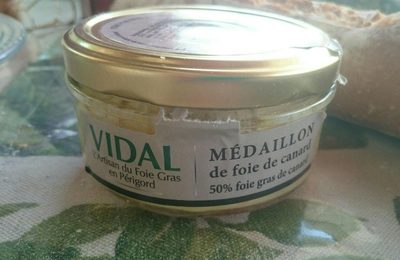 VIDAL
L'Artisan du Foie Gras
en Périgord
MÉDAILLON
de foie de canard
50% foie gras de canard